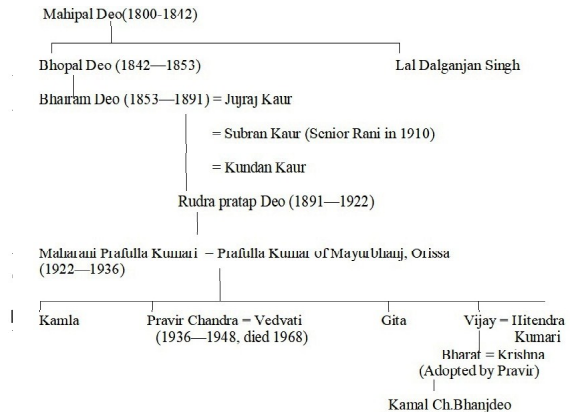 Mahipal Deo(1800-1842)
Bhopal Deo (1842—1853) Lal Dalganjan Singh
Bhairam Deo (1853—1891) = Jujraj Kaur
= Subran Kaur (Senior Rani in 1910)
= Kundan Kaur
Rudra pratap Deo (1891—1922)
Maharani Prafulla Kumari – Prafulla Kumar of Mayurbhanj, Orissa
(1922—1936)
Kamla Pravir Chandra = Vedvati Gita Vijay = Hitendra
(1936—1948, died 1968) Kumari
Bharat = Krishna
(Adopted by Pravir)
Kamal Ch.Bhanjdeo